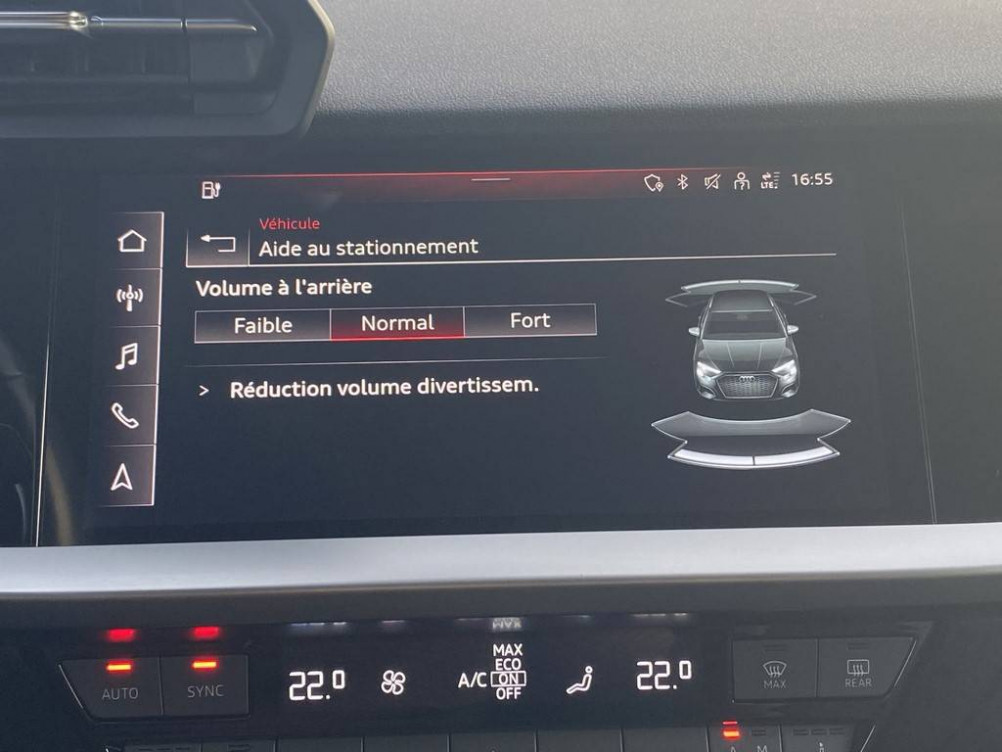 LTE 16:55
Véhicule
Aide au stationnement
Volume à l'arrière
Faible Normal Fort
> Réduction volume divertissem.
MAX
ECO
A/C ON
OFF
AUTO SYNC 22.0 22.0 MAX REAR
A M